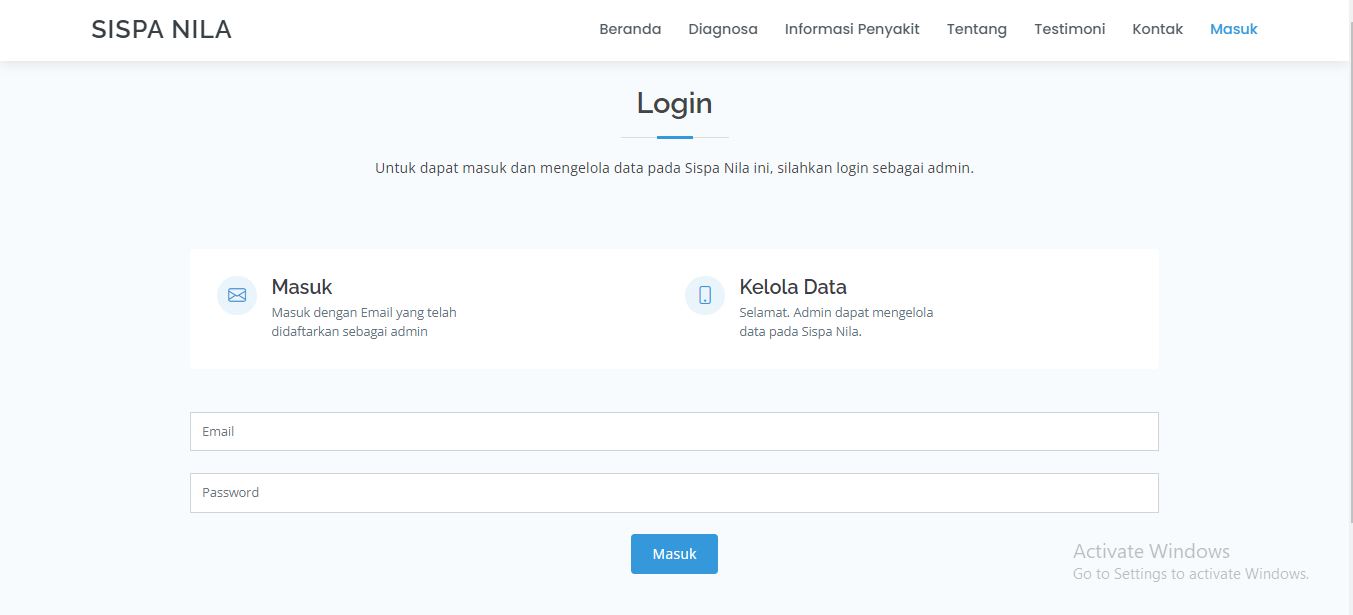 SISPA NILA
Beranda Diagnosa Informasi Penyakit Tentang Testimoni Kontak Masuk
Login
Untuk dapat masuk dan mengelola data pada Sispa Nila ini, silahkan login sebagai admin.
Masuk
Masuk dengan Email yang telah
didaftarkan sebagai admin
Kelola Data
Selamat. Admin dapat mengelola
data pada Sispa Nila.
Email
Password
Masuk
Activate Windows
Go to Settings to activate Windows.